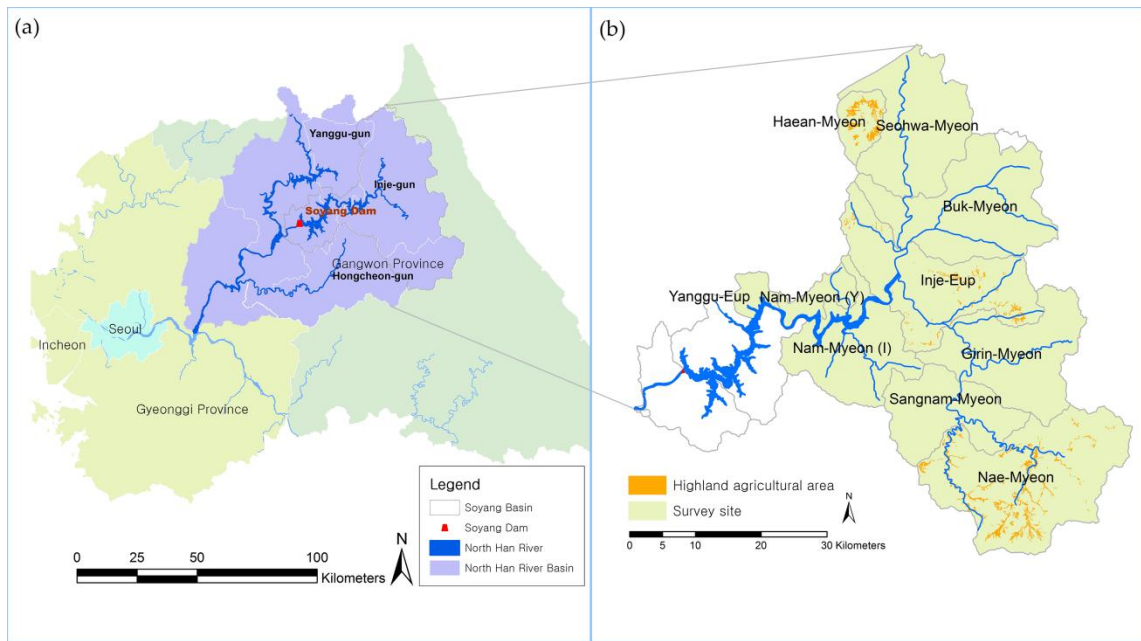 (a)
Yanggu-gun
Inje-gun
Soyang Dam
Gangwon Province
Hongcheon-gun
Seoul
Incheon
Gyeonggi Province
Legend
Soyang Basin
Soyang Dam
North Han River
North Han River Basin
N
0 25 50 100
Kilometers
(b)
Haean-Myeon
Seohwa-Myeon
Buk-Myeon
Inje-Eup
Yanggu-Eup
Nam-Myeon (Y)
Nam-Myeon (I)
Girin-Myeon
Sangnam-Myeon
Nae-Myeon
Highland agricultural area
Survey site
N
0 5 10 20 30 Kilometers